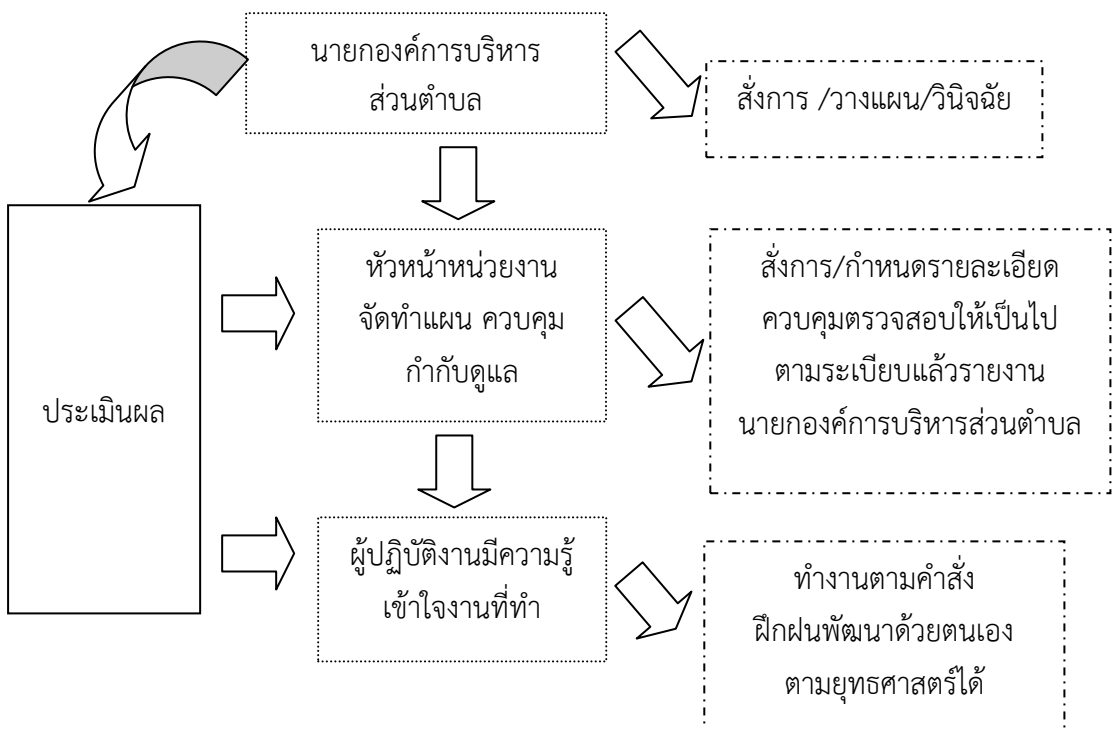 นายกองค์การบริหาร
ส่วนตำบล
สั่งการ /วางแผน/วินิจฉัย
หัวหน้าหน่วยงาน
จัดทำแผน ควบคุม
กำกับดูแล
สั่งการ/กำหนดรายละเอียด
ควบคุมตรวจสอบให้เป็นไป
ตามระเบียบแล้วรายงาน
นายกองค์การบริหารส่วนตำบล
ประเมินผล
ผู้ปฏิบัติงานมีความรู้
เข้าใจงานที่ทำ
ทำงานตามคำสั่ง
ฝึกฝนพัฒนาด้วยตนเอง
ตามยุทธศาสตร์ได้